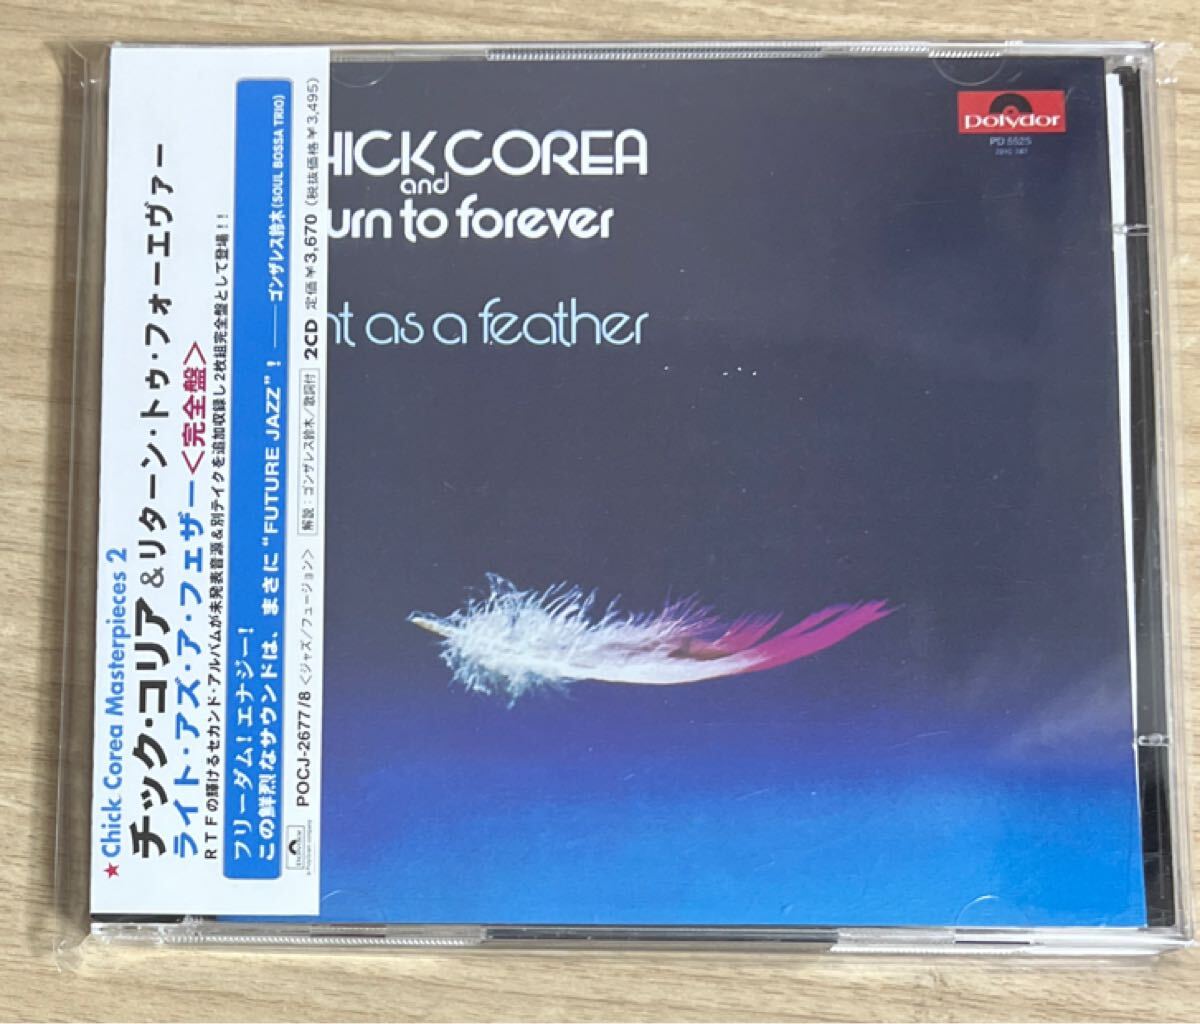 ★Chick Corea Masterpieces 2
チック・コリア&リターン・トゥ・フォーエヴァー
ライト・アズ・ア・フェザー<完全盤>
RTFの輝けるセカンド・アルバムが未発表音源&別テイクを追加収録し2枚組完全盤として登場!!
フリーダム!エナジー!
この鮮烈なサウンドは、まさに“FUTURE JAZZ”! ――ゴンザレス鈴木(SOUL BOSSA TRIO)
POCJ-2677/8 <ジャズ/フュージョン> 解説:ゴンザレス鈴木/歌詞付 2CD 定価¥3,670 (税抜価格¥3,495)
HICK COREA
and
urn to forever
ht as a feather
polydor
PD 5525